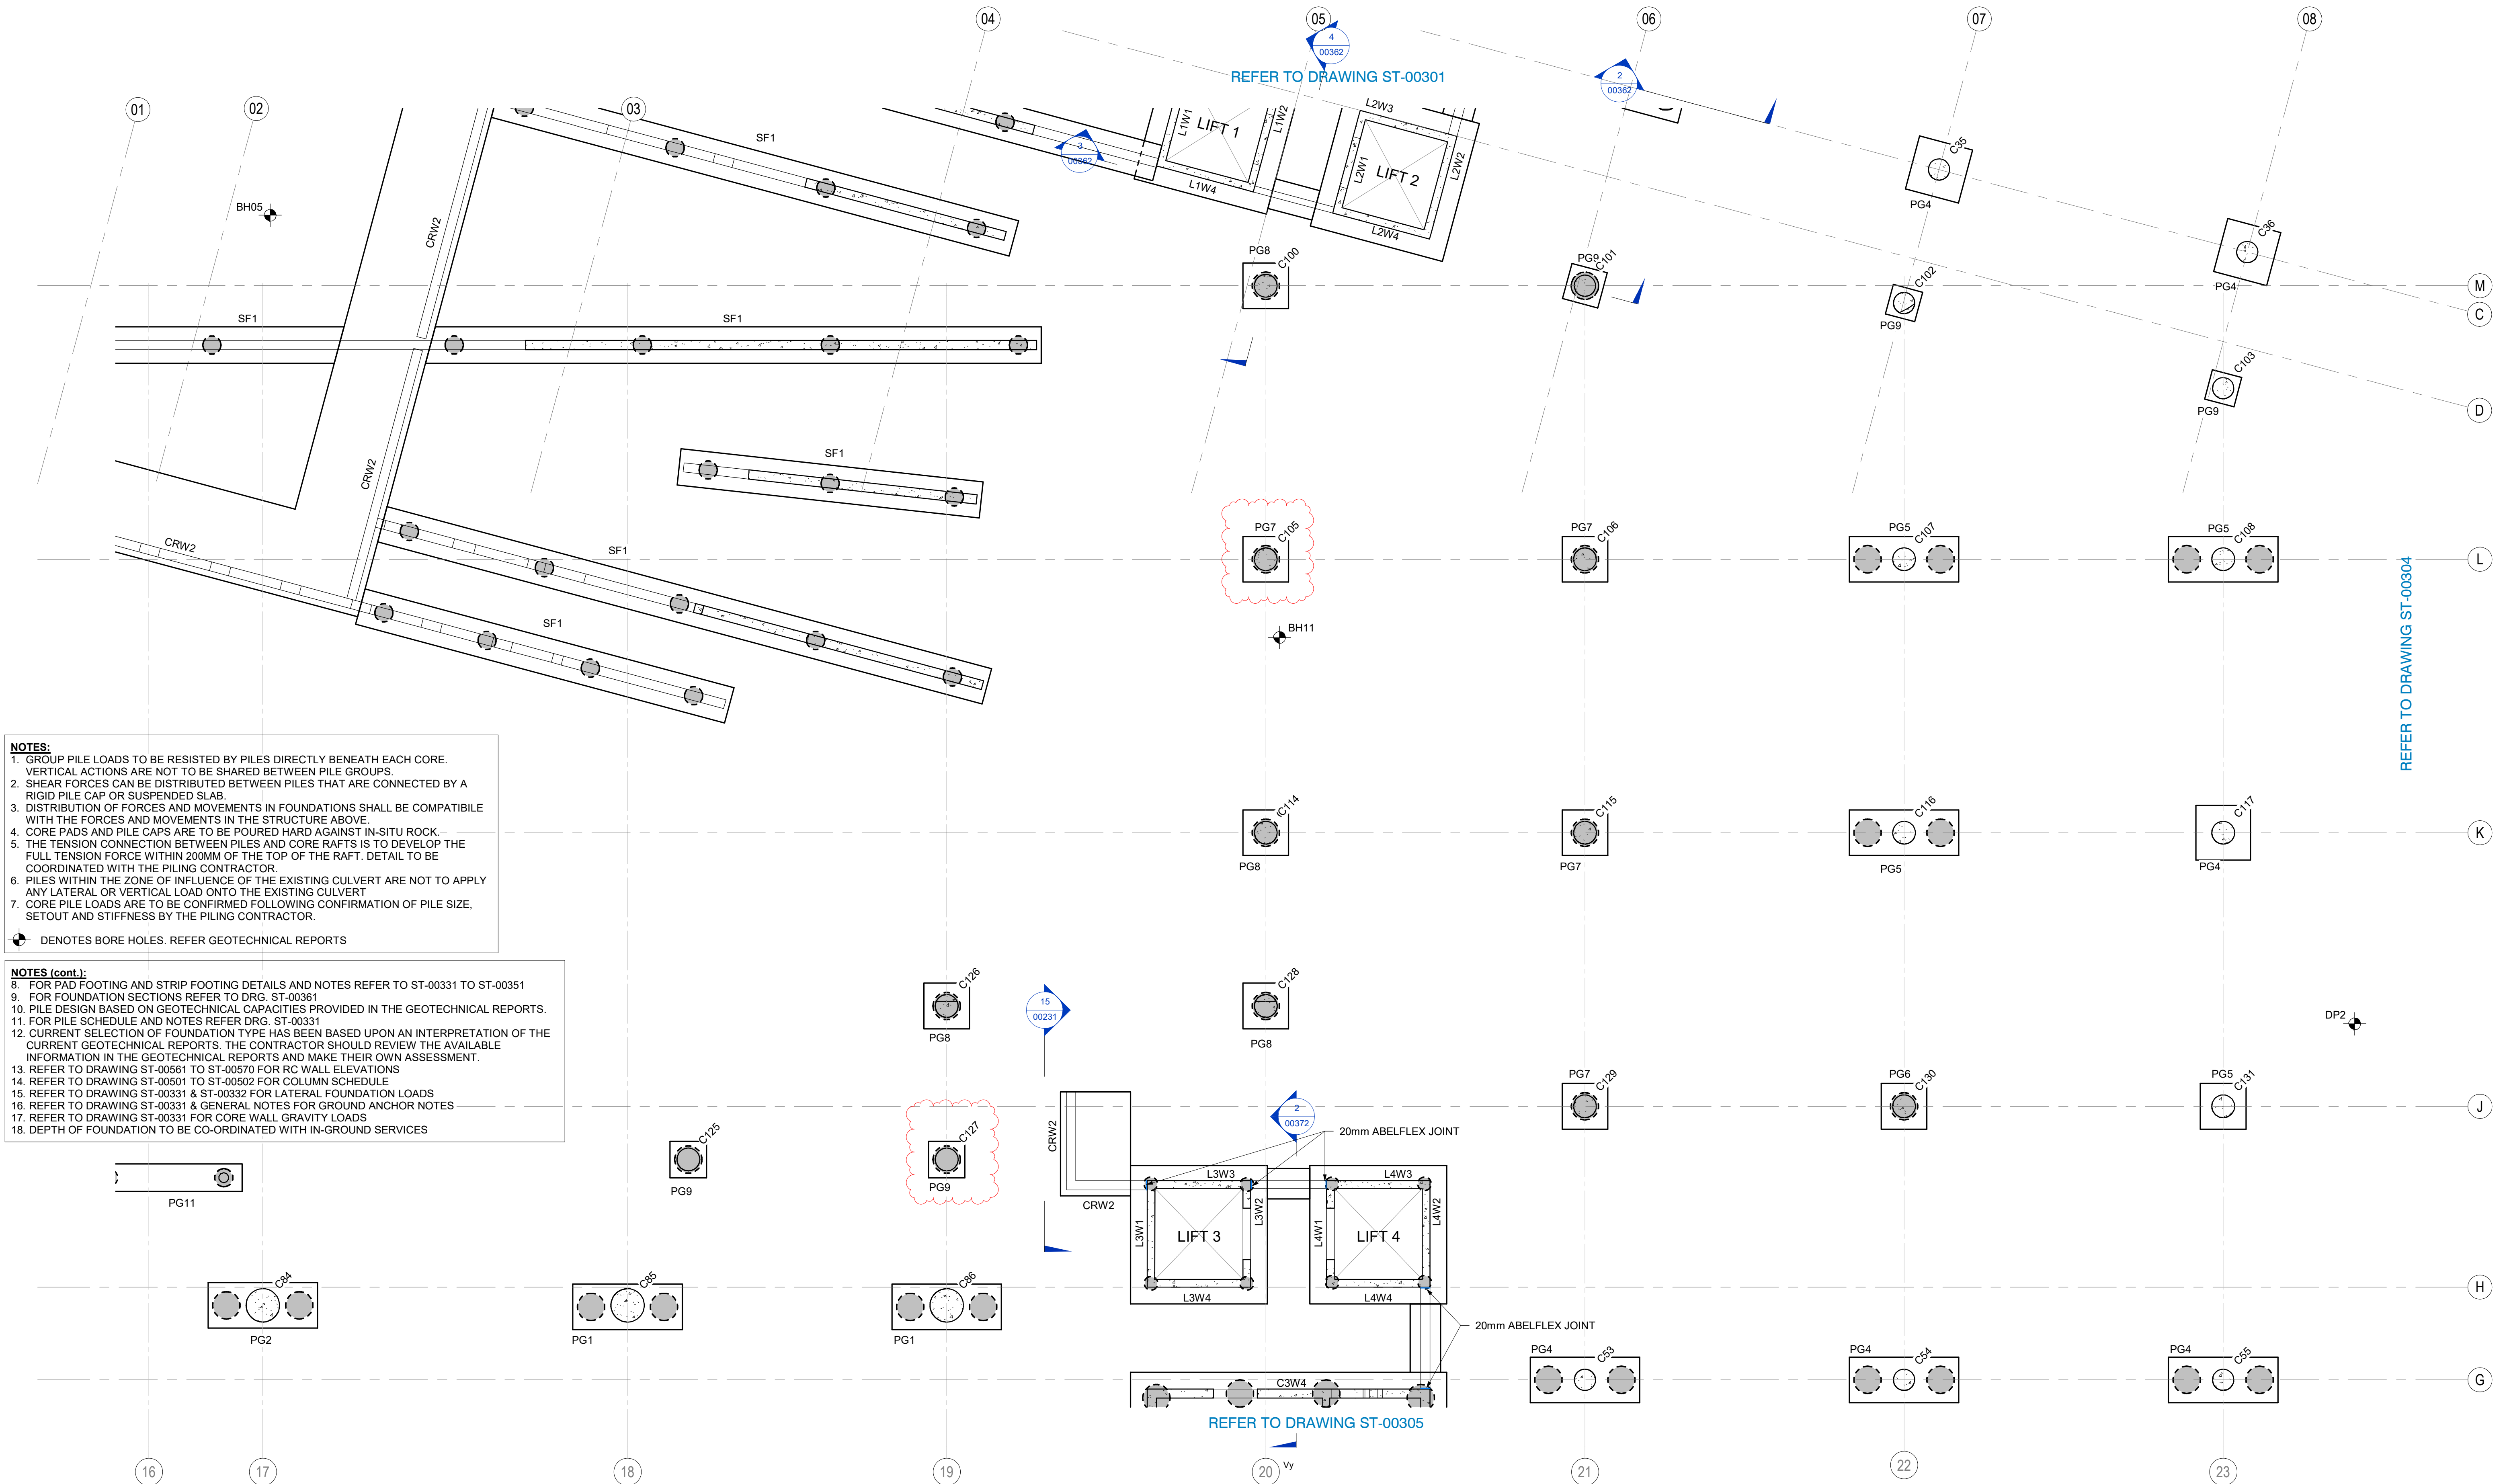 04
05
06
07
08
4
00362
2
00362
REFER TO DRAWING ST-00301
01
02
03
SF1
L1W1
LIFT 1
L1W2
L2W3
3
00362
L1W4
L2W1
LIFT 2
L2W2
L2W4
C35
PG4
BH05
CRW2
C36
PG4
PG8
C100
PG9
C101
C102
PG9
M
C
SF1
SF1
C103
PG9
D
SF1
CRW2
PG7
C105
PG7
C106
PG5
C107
PG5
C108
L
CRW2
SF1
SF1
BH11
REFER TO DRAWING ST-00304
NOTES:
1. GROUP PILE LOADS TO BE RESISTED BY PILES DIRECTLY BENEATH EACH CORE.
VERTICAL ACTIONS ARE NOT TO BE SHARED BETWEEN PILE GROUPS.
2. SHEAR FORCES CAN BE DISTRIBUTED BETWEEN PILES THAT ARE CONNECTED BY A
RIGID PILE CAP OR SUSPENDED SLAB.
3. DISTRIBUTION OF FORCES AND MOVEMENTS IN FOUNDATIONS SHALL BE COMPATIBILE
WITH THE FORCES AND MOVEMENTS IN THE STRUCTURE ABOVE.
4. CORE PADS AND PILE CAPS ARE TO BE POURED HARD AGAINST IN-SITU ROCK.
5. THE TENSION CONNECTION BETWEEN PILES AND CORE RAFTS IS TO DEVELOP THE
FULL TENSION FORCE WITHIN 200MM OF THE TOP OF THE RAFT. DETAIL TO BE
COORDINATED WITH THE PILING CONTRACTOR.
6. PILES WITHIN THE ZONE OF INFLUENCE OF THE EXISTING CULVERT ARE NOT TO APPLY
ANY LATERAL OR VERTICAL LOAD ONTO THE EXISTING CULVERT
7. CORE PILE LOADS ARE TO BE CONFIRMED FOLLOWING CONFIRMATION OF PILE SIZE,
SETOUT AND STIFFNESS BY THE PILING CONTRACTOR.
DENOTES BORE HOLES. REFER GEOTECHNICAL REPORTS
C114
PG8
C115
PG7
C116
PG5
C117
PG4
K
NOTES (cont.):
8. FOR PAD FOOTING AND STRIP FOOTING DETAILS AND NOTES REFER TO ST-00331 TO ST-00351
9. FOR FOUNDATION SECTIONS REFER TO DRG. ST-00361
10. PILE DESIGN BASED ON GEOTECHNICAL CAPACITIES PROVIDED IN THE GEOTECHNICAL REPORTS.
11. FOR PILE SCHEDULE AND NOTES REFER DRG. ST-00331
12. CURRENT SELECTION OF FOUNDATION TYPE HAS BEEN BASED UPON AN INTERPRETATION OF THE
CURRENT GEOTECHNICAL REPORTS. THE CONTRACTOR SHOULD REVIEW THE AVAILABLE
INFORMATION IN THE GEOTECHNICAL REPORTS AND MAKE THEIR OWN ASSESSMENT.
13. REFER TO DRAWING ST-00561 TO ST-00570 FOR RC WALL ELEVATIONS
14. REFER TO DRAWING ST-00501 TO ST-00502 FOR COLUMN SCHEDULE
15. REFER TO DRAWING ST-00331 & ST-00332 FOR LATERAL FOUNDATION LOADS
16. REFER TO DRAWING ST-00331 & GENERAL NOTES FOR GROUND ANCHOR NOTES
17. REFER TO DRAWING ST-00331 FOR CORE WALL GRAVITY LOADS
18. DEPTH OF FOUNDATION TO BE CO-ORDINATED WITH IN-GROUND SERVICES
C126
PG8
15
00231
C128
PG8
DP2
PG7
C129
PG6
C130
PG5
C131
J
C125
PG9
C127
PG9
2
00372
20mm ABELFLEX JOINT
CRW2
CRW2
PG11
L3W3
L3W1
LIFT 3
L3W2
L3W4
L4W3
L4W1
LIFT 4
L4W2
L4W4
H
C84
PG2
C85
PG1
C86
PG1
20mm ABELFLEX JOINT
PG4
C53
PG4
C54
PG4
C55
G
C3W4
REFER TO DRAWING ST-00305
16
17
18
19
20
Vy
21
22
23